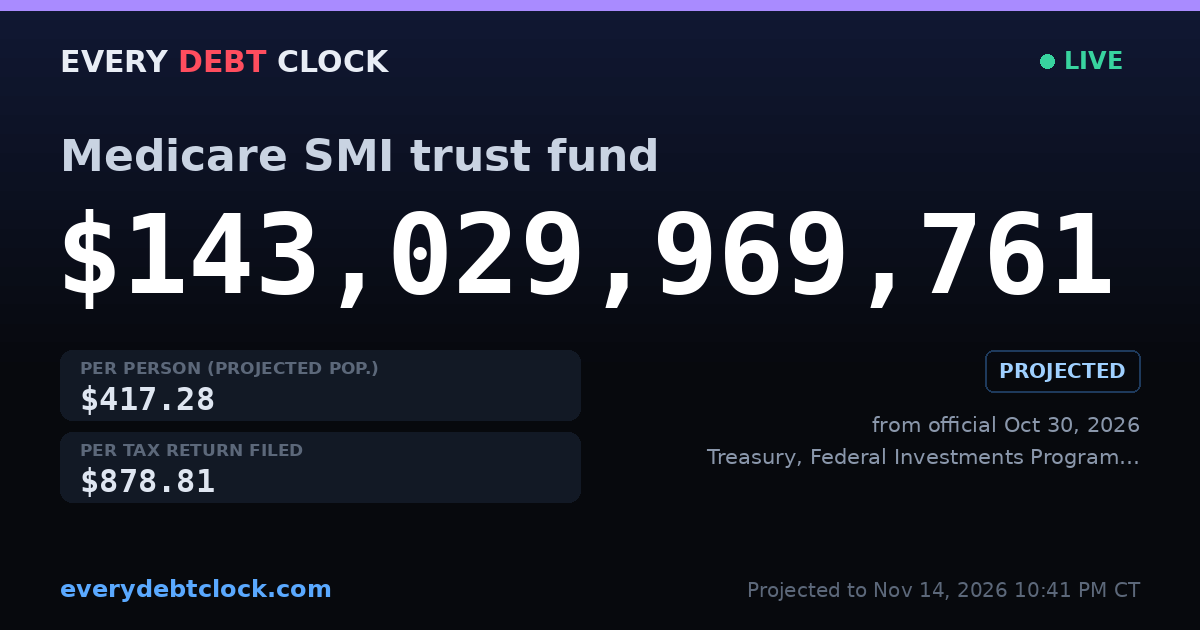 EVERY DEBT CLOCK
LIVE
Medicare SMI trust fund
$143,029,969,761
PER PERSON (PROJECTED POP.)
$417.28
PER TAX RETURN FILED
$878.81
PROJECTED
from official Oct 30, 2026
Treasury, Federal Investments Program…
everydebtclock.com
Projected to Nov 14, 2026 10:41 PM CT